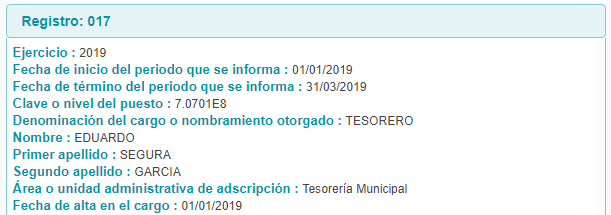 Registro: 017
Ejercicio : 2019
Fecha de inicio del periodo que se informa : 01/01/2019
Fecha de término del periodo que se informa : 31/03/2019
Clave o nivel del puesto : 7.0701E8
Denominación del cargo o nombramiento otorgado : TESORERO
Nombre : EDUARDO
Primer apellido : SEGURA
Segundo apellido : GARCIA
Área o unidad administrativa de adscripción : Tesorería Municipal
Fecha de alta en el cargo : 01/01/2019